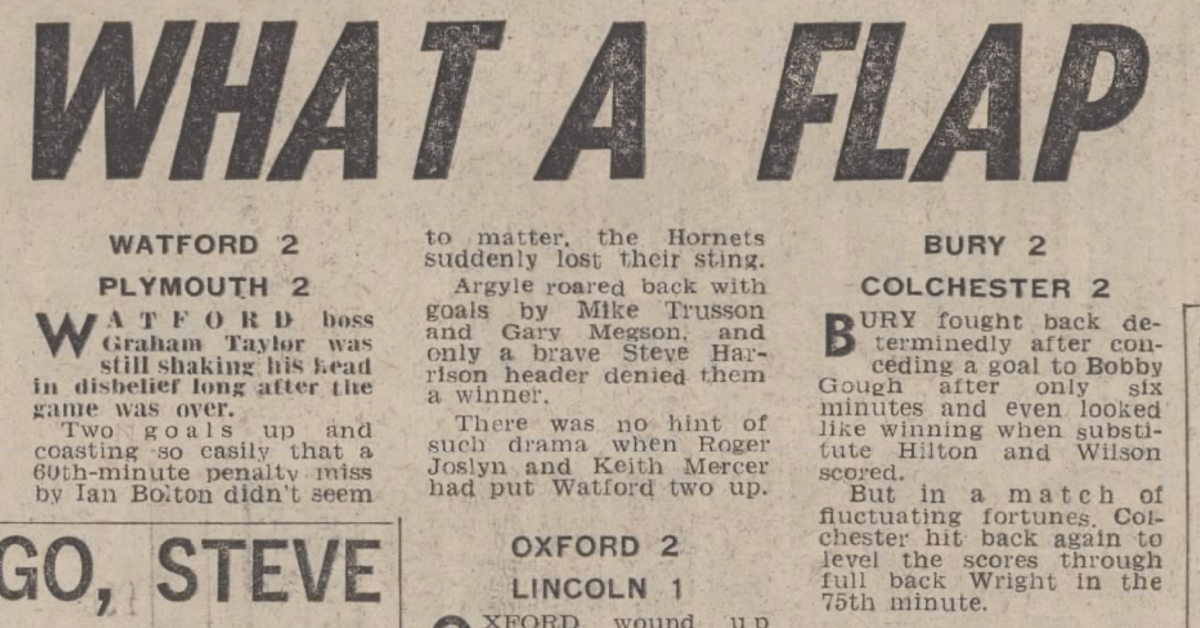 WHAT A FLAP
WATFORD 2
PLYMOUTH 2
WATFORD boss
Graham Taylor was
still shaking his head
in disbelief long after the
game was over.
Two goals up and
coasting so easily that a
60th-minute penalty miss
by Ian Bolton didn't seem
to matter, the Hornets
suddenly lost their sting.
Argyle roared back with
goals by Mike Trusson
and Gary Megson, and
only a brave Steve Har-
rison header denied them
a winner.
There was no hint of
such drama when Roger
Joslyn and Keith Mercer
had put Watford two up.
GO, STEVE
OXFORD 2
LINCOLN 1
OXFORD wound up
BURY 2
COLCHESTER 2
BURY fought back de-
terminedly after con-
ceding a goal to Bobby
Gough after only six
minutes and even looked
like winning when substi-
tute Hilton and Wilson
scored.
But in a match of
fluctuating fortunes, Col-
chester hit back again to
level the scores through
full back Wright in the
75th minute.